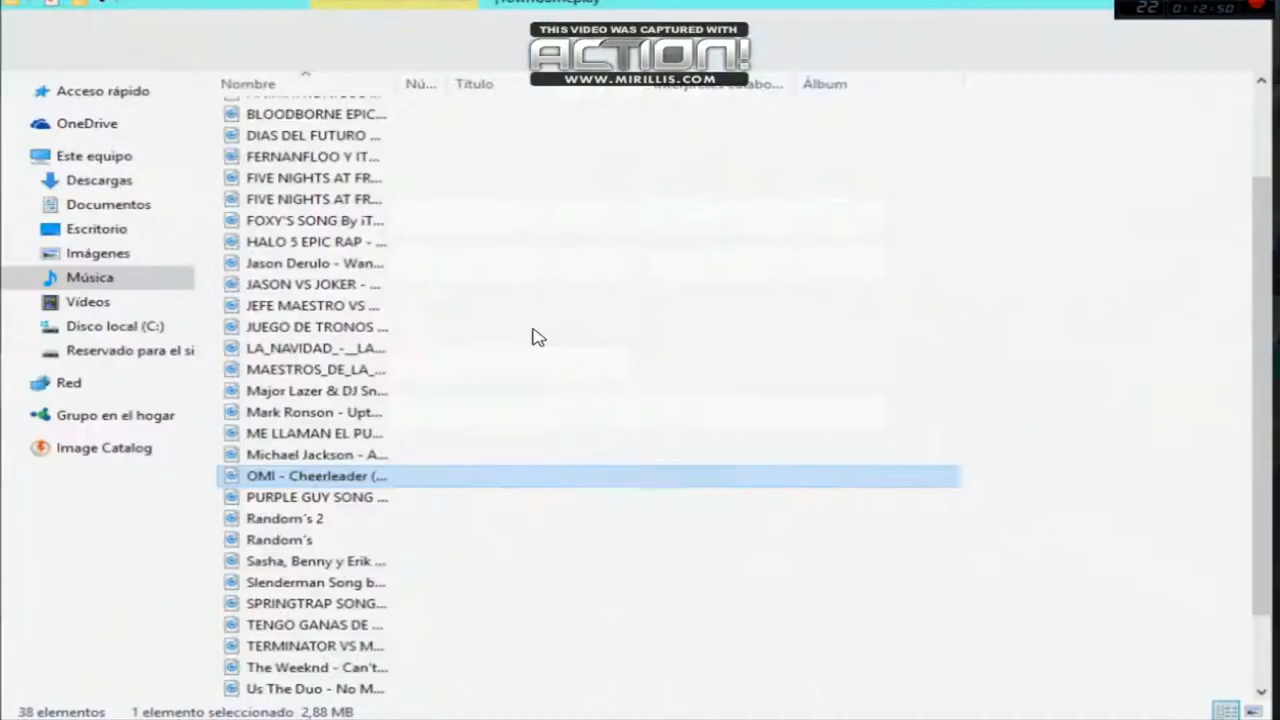 22 0:12:50
THIS VIDEO WAS CAPTURED WITH
ACTION!
WWW.MIRILLIS.COM
Nombre Nú... Título Álbum
Acceso rápido
OneDrive
Este equipo
Descargas
Documentos
Escritorio
Imágenes
Música
Vídeos
Disco local (C:)
Reservado para el si
Red
Grupo en el hogar
Image Catalog
BLOODBORNE EPIC...
DIAS DEL FUTURO ...
FERNANFLOO Y IT...
FIVE NIGHTS AT FR...
FIVE NIGHTS AT FR...
FOXY'S SONG By iT...
HALO 5 EPIC RAP - ...
Jason Derulo - Wan...
JASON VS JOKER - ...
JEFE MAESTRO VS ...
JUEGO DE TRONOS ...
LA_NAVIDAD_-__LA...
MAESTROS_DE_LA_...
Major Lazer & DJ Sn...
Mark Ronson - Upt...
ME LLAMAN EL PU...
Michael Jackson - A...
OMI - Cheerleader (...
PURPLE GUY SONG ...
Random´s 2
Random´s
Sasha, Benny y Erik ...
Slenderman Song b...
SPRINGTRAP SONG...
TENGO GANAS DE ...
TERMINATOR VS M...
The Weeknd - Can't...
Us The Duo - No M...
38 elementos 1 elemento seleccionado 2,88 MB